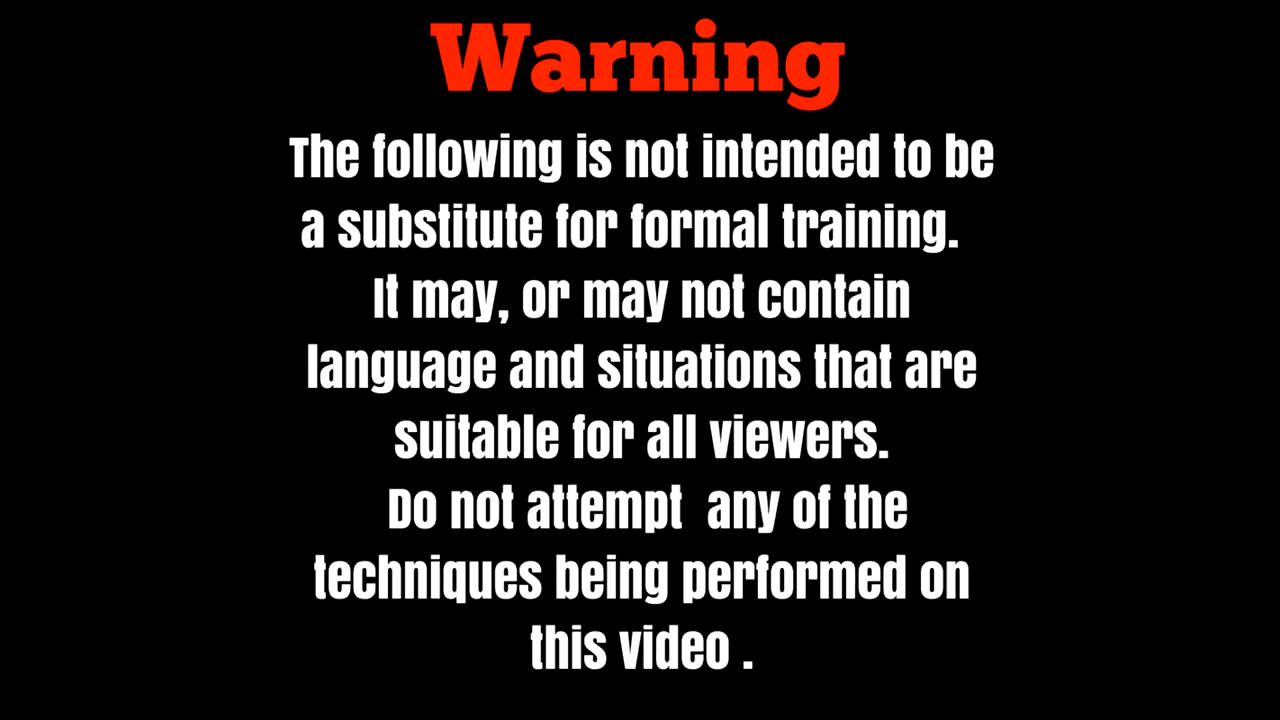 Warning
The following is not intended to be
a substitute for formal training.
It may, or may not contain
language and situations that are
suitable for all viewers.
Do not attempt  any of the
techniques being performed on
this video .